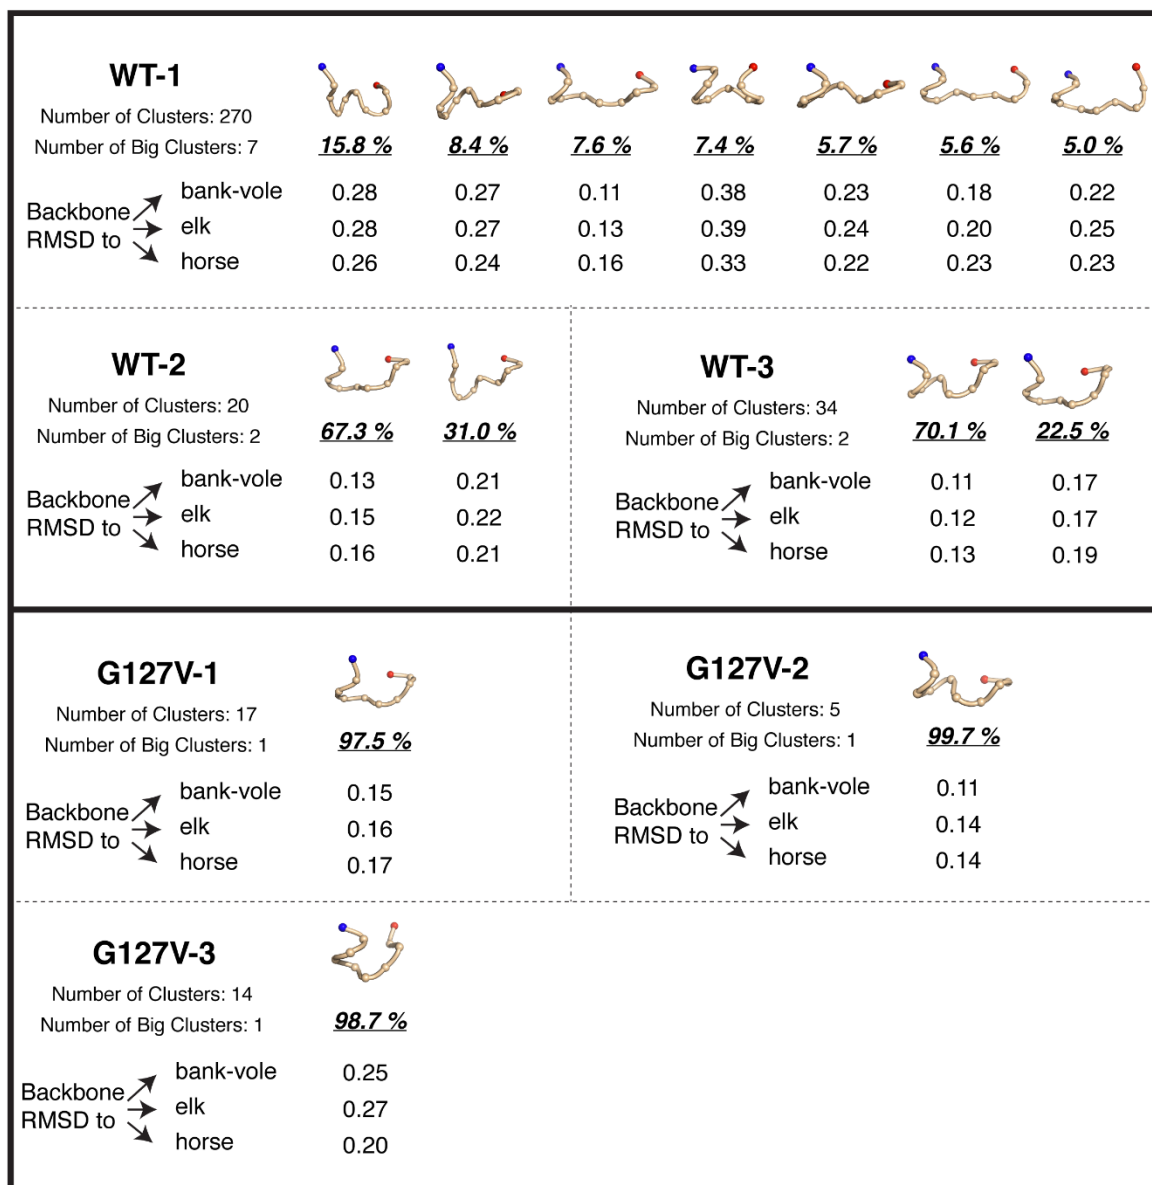 WT-1
Number of Clusters: 270
Number of Big Clusters: 7
15.8 % 8.4 % 7.6 % 7.4 % 5.7 % 5.6 % 5.0 %
Backbone RMSD to
bank-vole 0.28 0.27 0.11 0.38 0.23 0.18 0.22
elk 0.28 0.27 0.13 0.39 0.24 0.20 0.25
horse 0.26 0.24 0.16 0.33 0.22 0.23 0.23
WT-2
Number of Clusters: 20
Number of Big Clusters: 2
67.3 % 31.0 %
Backbone RMSD to
bank-vole 0.13 0.21
elk 0.15 0.22
horse 0.16 0.21
WT-3
Number of Clusters: 34
Number of Big Clusters: 2
70.1 % 22.5 %
Backbone RMSD to
bank-vole 0.11 0.17
elk 0.12 0.17
horse 0.13 0.19
G127V-1
Number of Clusters: 17
Number of Big Clusters: 1
97.5 %
Backbone RMSD to
bank-vole 0.15
elk 0.16
horse 0.17
G127V-2
Number of Clusters: 5
Number of Big Clusters: 1
99.7 %
Backbone RMSD to
bank-vole 0.11
elk 0.14
horse 0.14
G127V-3
Number of Clusters: 14
Number of Big Clusters: 1
98.7 %
Backbone RMSD to
bank-vole 0.25
elk 0.27
horse 0.20